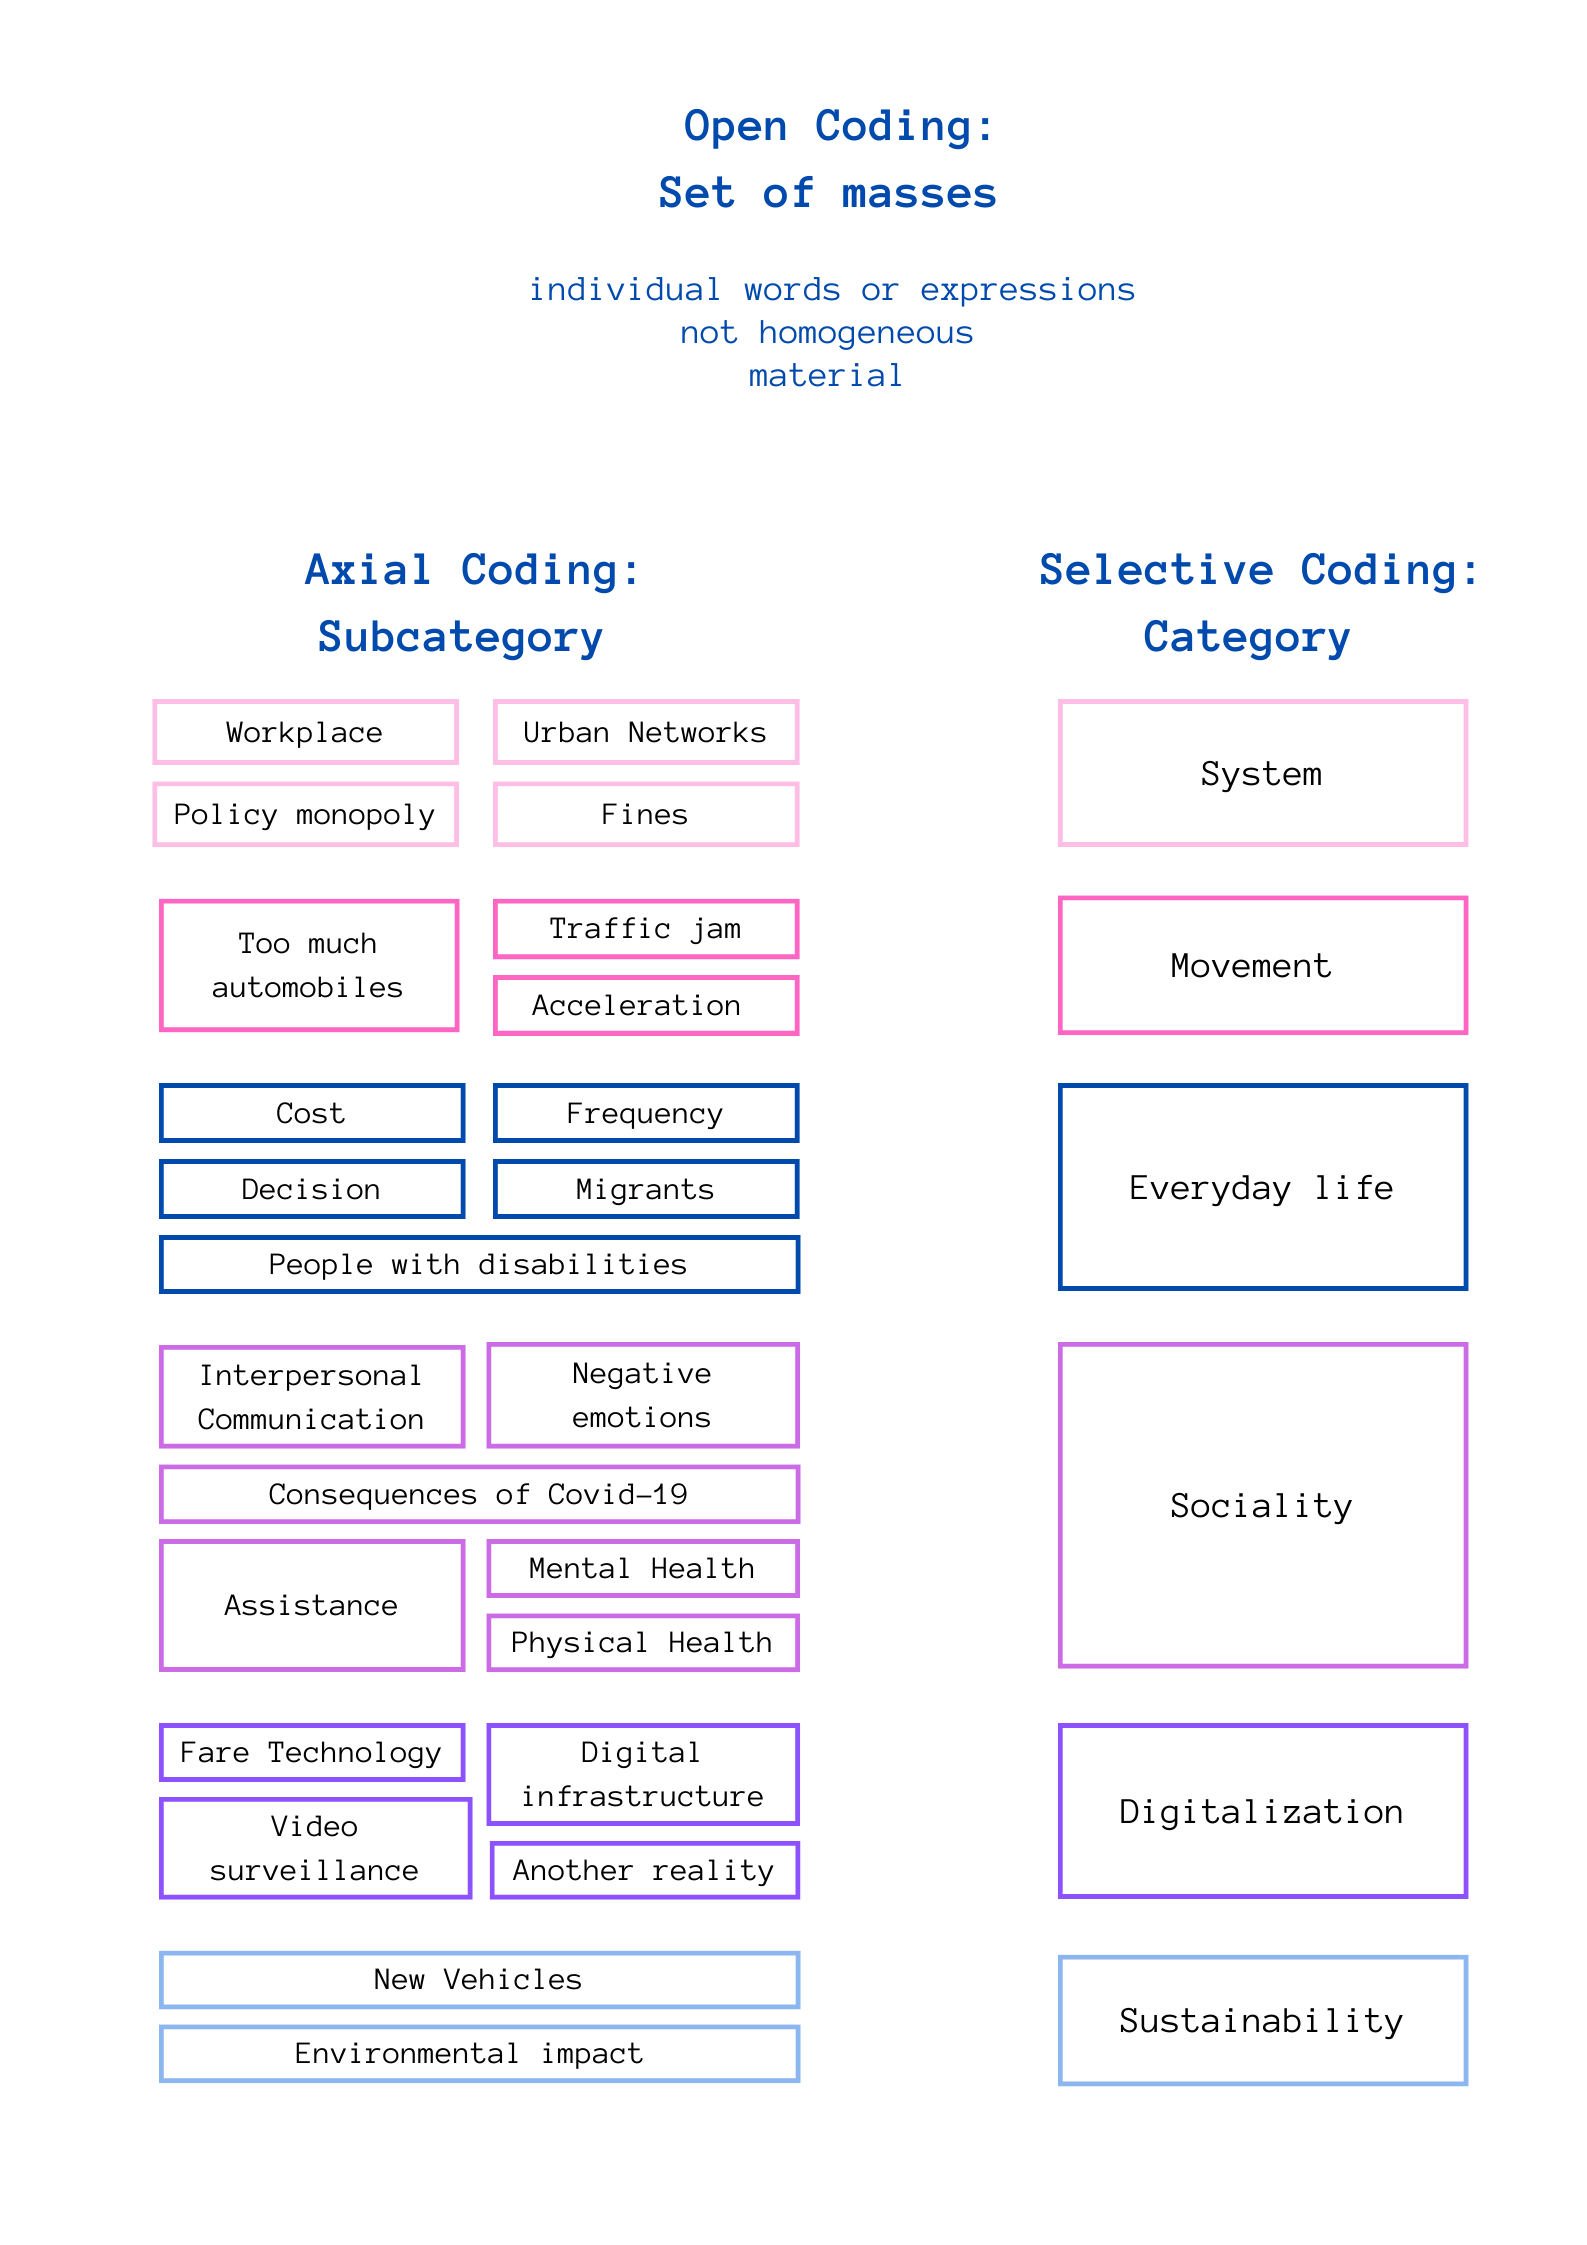 Open Coding:
Set of masses
individual words or expressions
not homogeneous
material
Axial Coding:
Subcategory
Selective Coding:
Category
Workplace
Urban Networks
Policy monopoly
Fines
System
Too much
automobiles
Traffic jam
Acceleration
Movement
Cost
Frequency
Decision
Migrants
People with disabilities
Everyday life
Interpersonal
Communication
Negative
emotions
Consequences of Covid-19
Assistance
Mental Health
Physical Health
Sociality
Fare Technology
Digital
infrastructure
Video
surveillance
Another reality
Digitalization
New Vehicles
Environmental impact
Sustainability